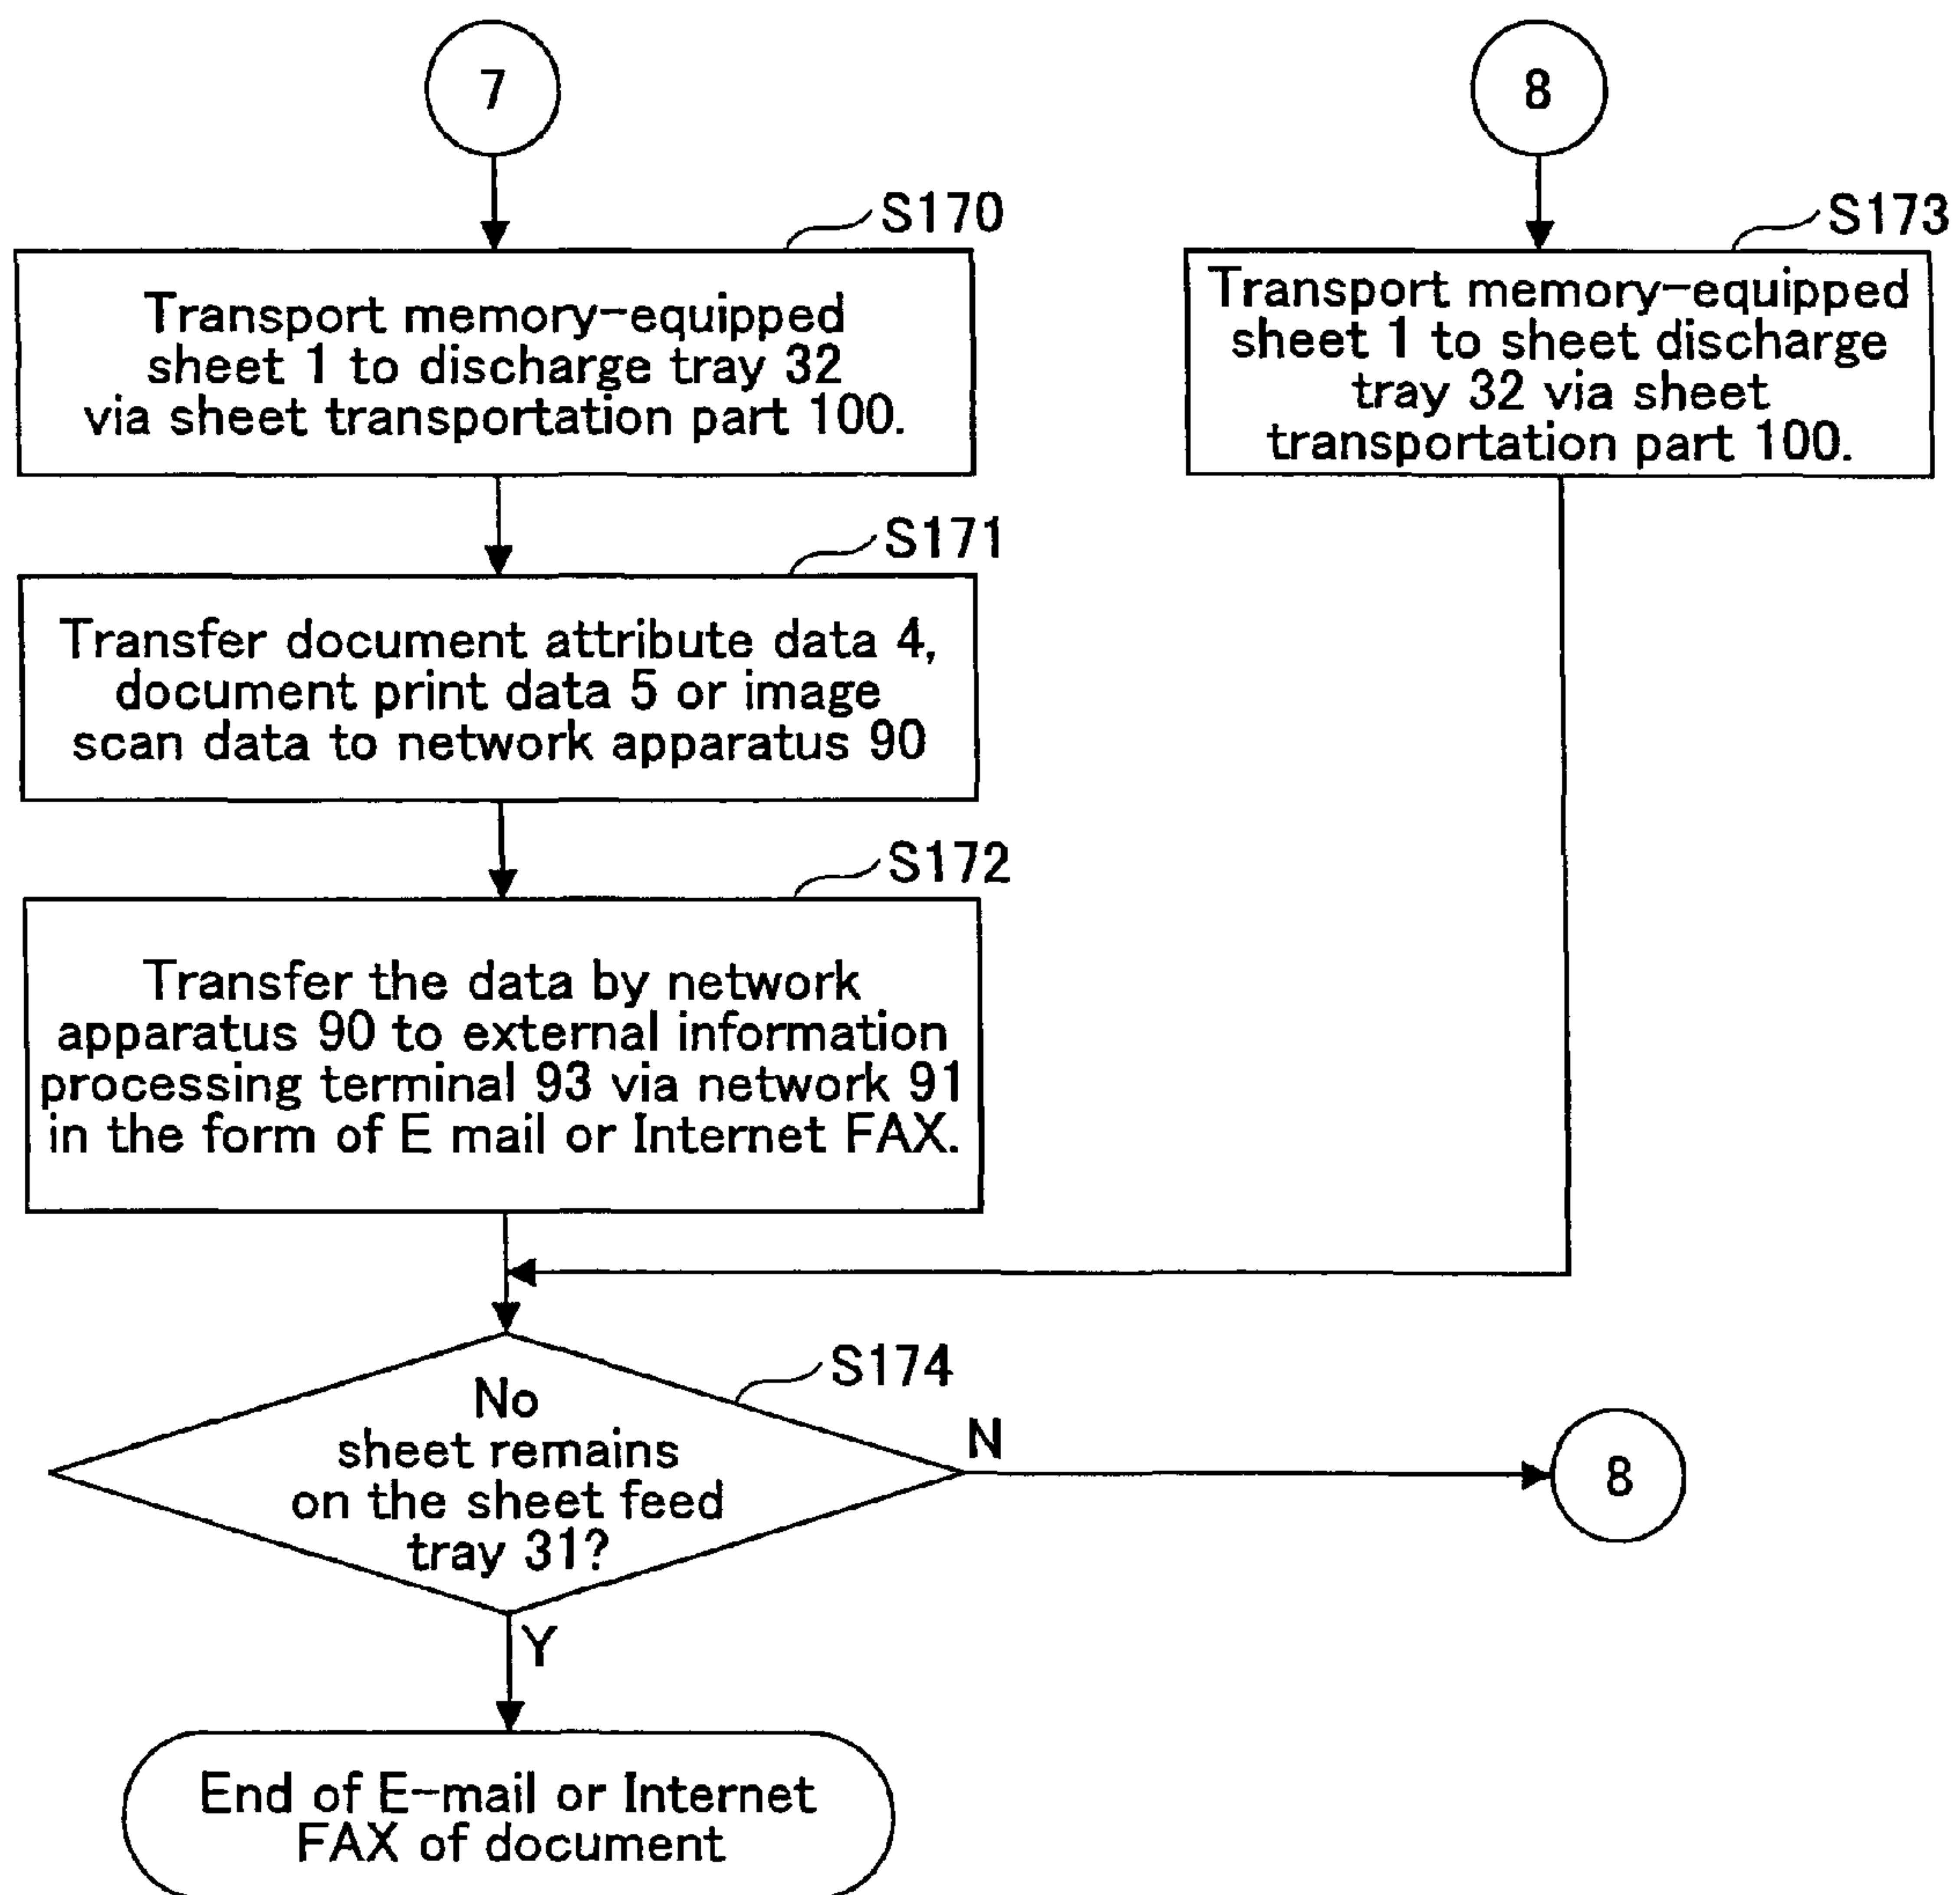 7
8
S170
Transport memory-equipped
sheet 1 to discharge tray 32
via sheet transportation part 100.
S173
Transport memory-equipped
sheet 1 to sheet discharge
tray 32 via sheet
transportation part 100.
S171
Transfer document attribute data 4,
document print data 5 or image
scan data to network apparatus 90
S172
Transfer the data by network
apparatus 90 to external information
processing terminal 93 via network 91
in the form of E mail or Internet FAX.
S174
No
sheet remains
on the sheet feed
tray 31?
N
8
Y
End of E-mail or Internet
FAX of document